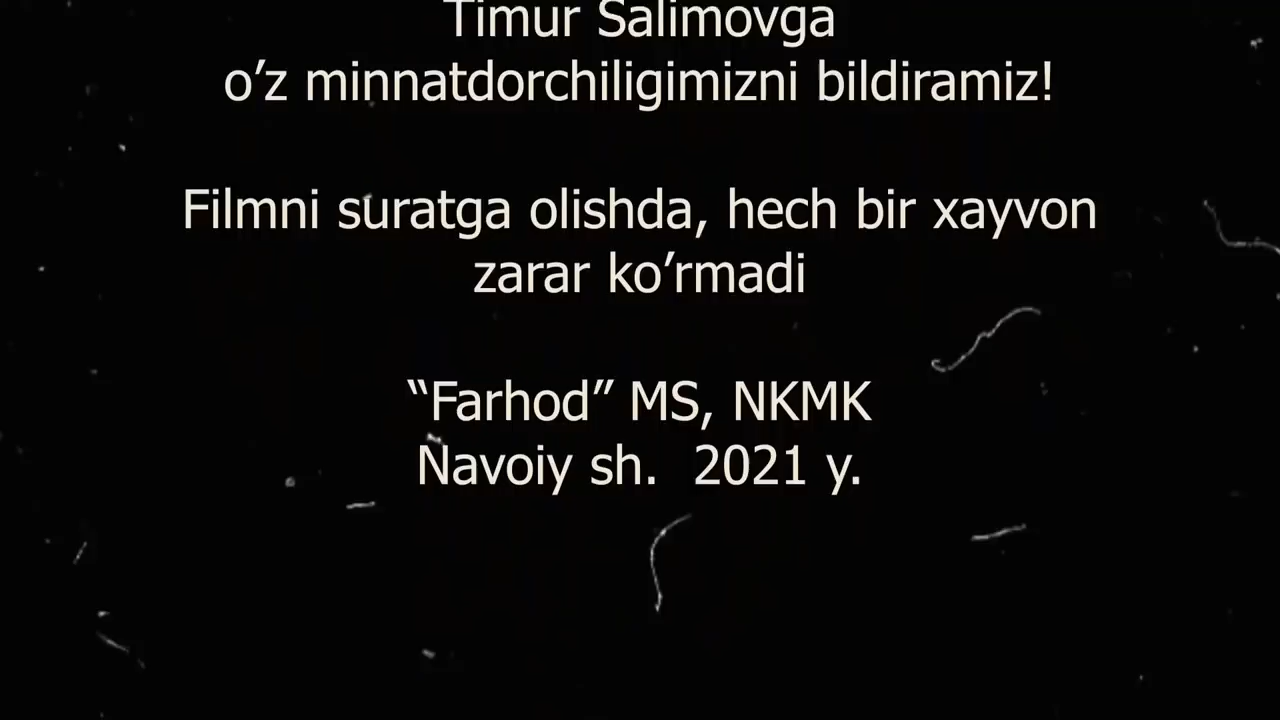 Timur Salimovga
o’z minnatdorchiligimizni bildiramiz!
Filmni suratga olishda, hech bir xayvon
zarar ko’rmadi
“Farhod” MS, NKMK
Navoiy sh. 2021 y.